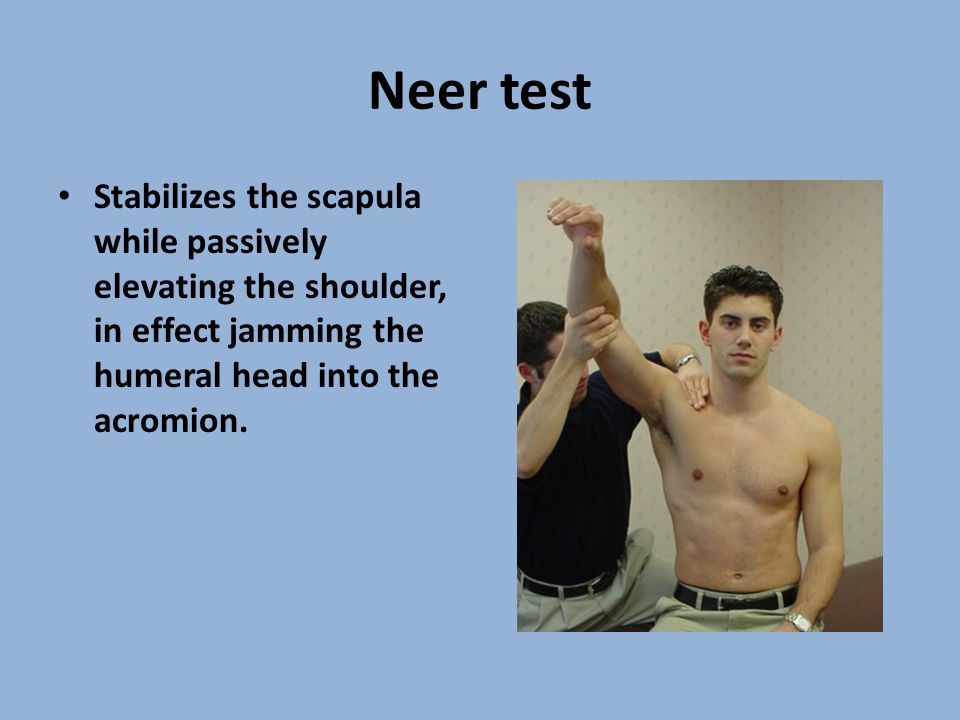 Neer test
• Stabilizes the scapula
while passively
elevating the shoulder,
in effect jamming the
humeral head into the
acromion.